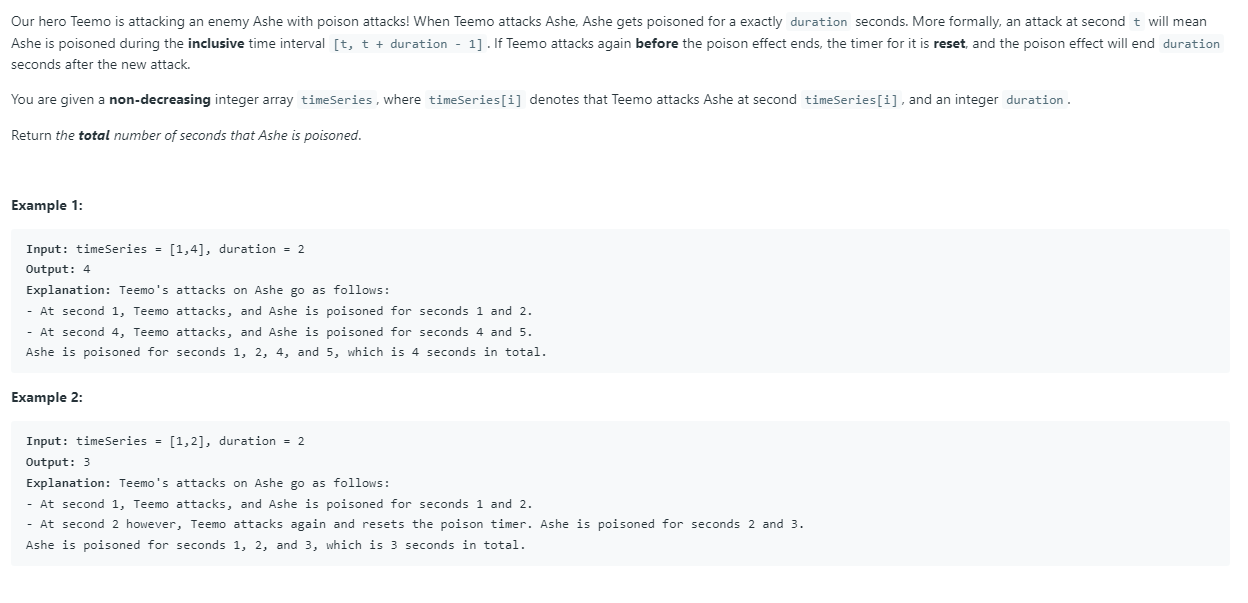 Our hero Teemo is attacking an enemy Ashe with poison attacks! When Teemo attacks Ashe, Ashe gets poisoned for a exactly duration seconds. More formally, an attack at second t will mean
Ashe is poisoned during the inclusive time interval [t, t + duration - 1]. If Teemo attacks again before the poison effect ends, the timer for it is reset, and the poison effect will end duration
seconds after the new attack.
You are given a non-decreasing integer array timeSeries, where timeSeries[i] denotes that Teemo attacks Ashe at second timeSeries[i], and an integer duration.
Return the total number of seconds that Ashe is poisoned.
Example 1:
Input: timeSeries = [1,4], duration = 2
Output: 4
Explanation: Teemo's attacks on Ashe go as follows:
- At second 1, Teemo attacks, and Ashe is poisoned for seconds 1 and 2.
- At second 4, Teemo attacks, and Ashe is poisoned for seconds 4 and 5.
Ashe is poisoned for seconds 1, 2, 4, and 5, which is 4 seconds in total.
Example 2:
Input: timeSeries = [1,2], duration = 2
Output: 3
Explanation: Teemo's attacks on Ashe go as follows:
- At second 1, Teemo attacks, and Ashe is poisoned for seconds 1 and 2.
- At second 2 however, Teemo attacks again and resets the poison timer. Ashe is poisoned for seconds 2 and 3.
Ashe is poisoned for seconds 1, 2, and 3, which is 3 seconds in total.